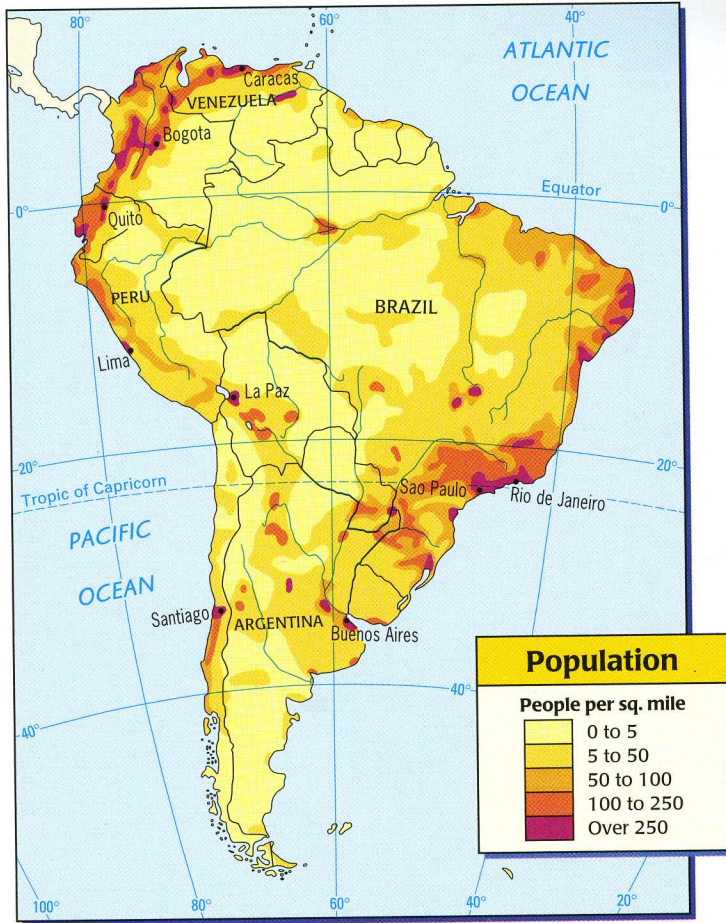 80°
60°
40°
ATLANTIC
OCEAN
Caracas
VENEZUELA
Bogota
Equator
0°
0°
Quito
PERU
BRAZIL
Lima
La Paz
20°
20°
Tropic of Capricorn
Sao Paulo
Rio de Janeiro
PACIFIC
OCEAN
Santiago
ARGENTINA
Buenos Aires
40°
40°
Population
People per sq. mile
0 to 5
5 to 50
50 to 100
100 to 250
Over 250
100°
80°
60°
40°
20°